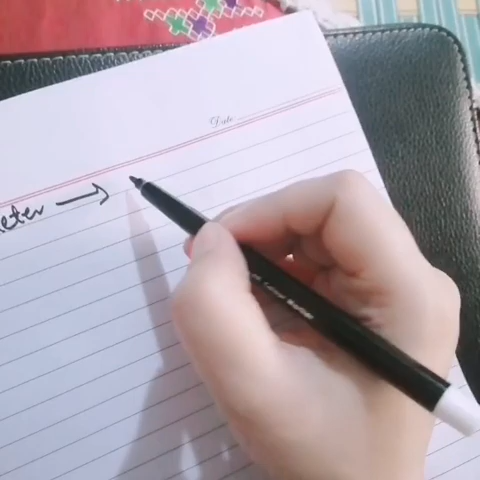 Date
eter →